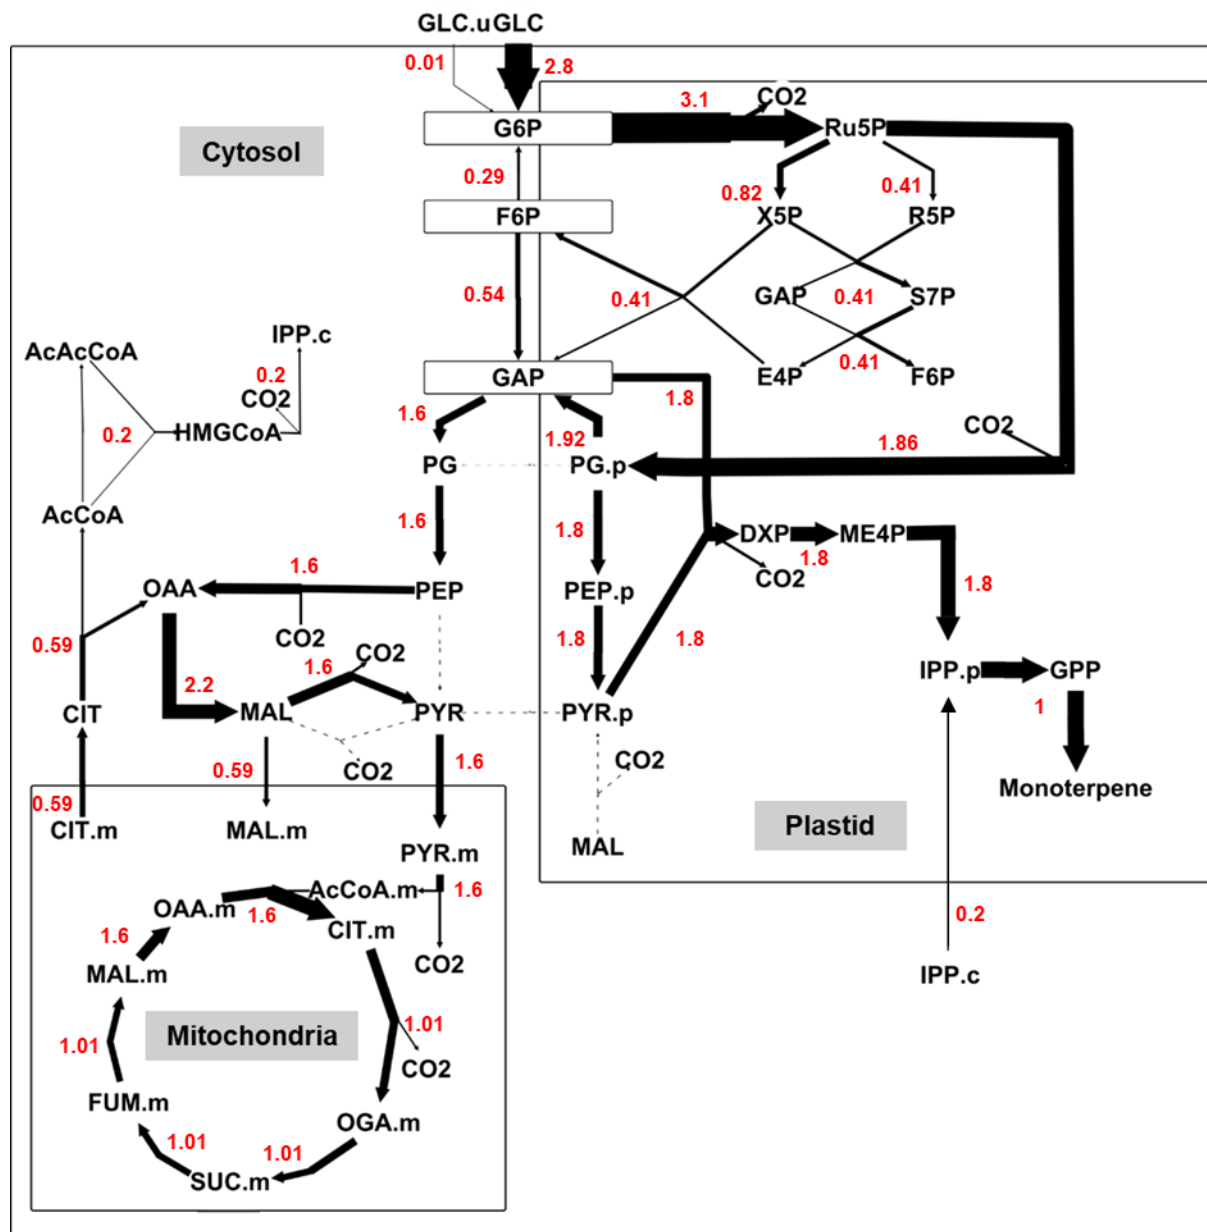 GLC.uGLC
0.01
2.8
3.1
CO2
G6P
Ru5P
Cytosol
0.29
0.82
0.41
F6P
X5P
R5P
0.54
0.41
GAP
0.41
S7P
IPP.c
AcAcCoA
0.2
CO2
GAP
E4P
0.41
F6P
1.8
0.2
HMGCoA
1.6
1.92
CO2
1.86
PG
PG.p
AcCoA
1.6
1.8
DXP
ME4P
1.8
CO2
1.6
OAA
PEP
PEP.p
1.8
CO2
0.59
1.6
CO2
1.8
1.8
IPP.p
GPP
2.2
CIT
MAL
PYR
PYR.p
1
CO2
CO2
0.59
1.6
Monoterpene
0.59
CIT.m
MAL.m
Plastid
PYR.m
MAL
AcCoA.m
1.6
OAA.m
1.6
CIT.m
0.2
1.6
MAL.m
CO2
IPP.c
1.01
Mitochondria
1.01
CO2
FUM.m
OGA.m
1.01
1.01
SUC.m